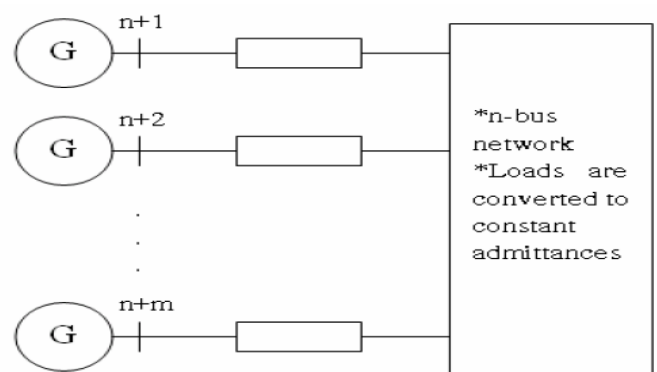 n+1
G
n+2
G
*n-bus
network
*Loads are
converted to
constant
admittances
n+m
G